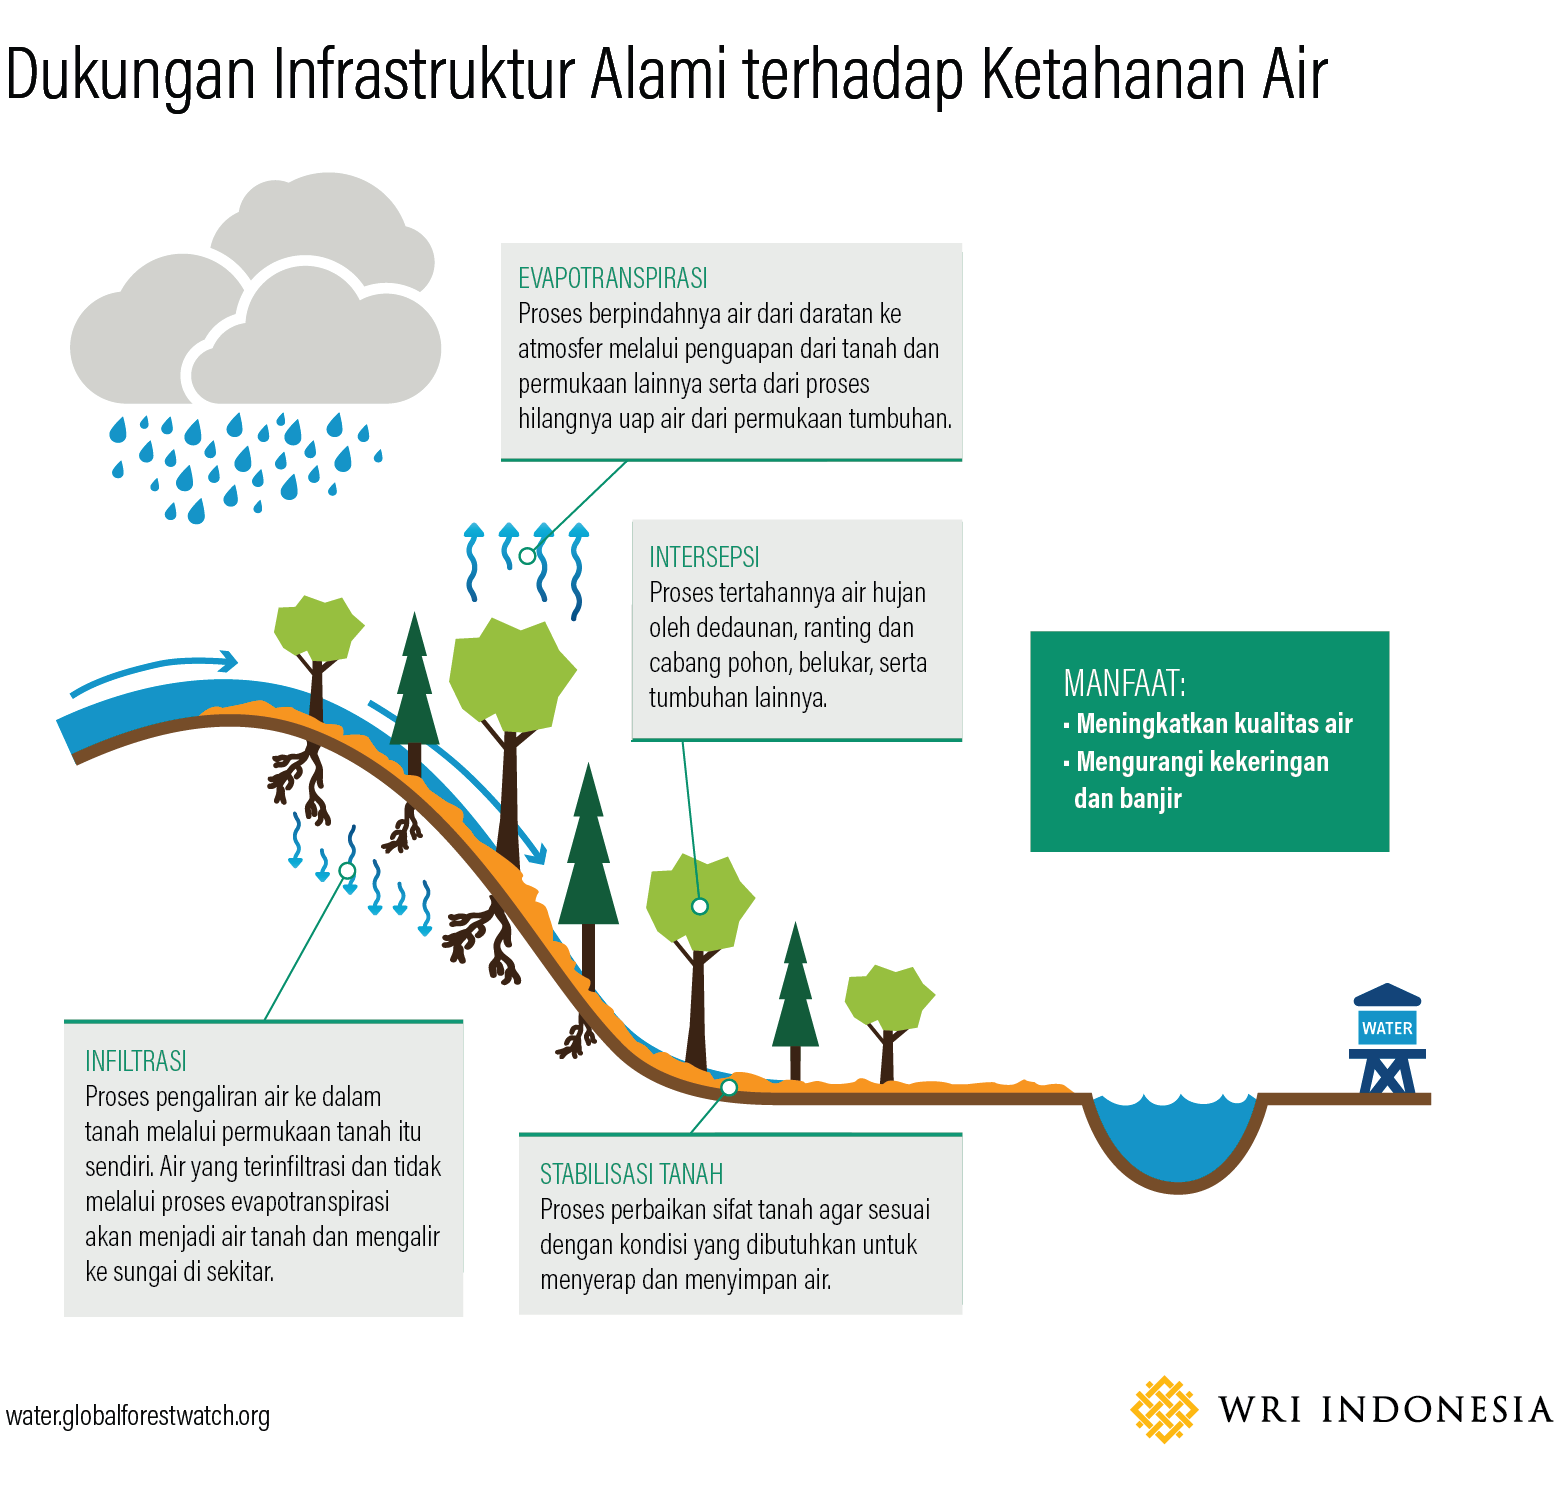 Dukungan Infrastruktur Alami terhadap Ketahanan Air
EVAPOTRANSPIRASI
Proses berpindahnya air dari daratan ke
atmosfer melalui penguapan dari tanah dan
permukaan lainnya serta dari proses
hilangnya uap air dari permukaan tumbuhan.
INTERSEPSI
Proses tertahannya air hujan
oleh dedaunan, ranting dan
cabang pohon, belukar, serta
tumbuhan lainnya.
MANFAAT:
· Meningkatkan kualitas air
· Mengurangi kekeringan
dan banjir
WATER
INFILTRASI
Proses pengaliran air ke dalam
tanah melalui permukaan tanah itu
sendiri. Air yang terinfiltrasi dan tidak
melalui proses evapotranspirasi
akan menjadi air tanah dan mengalir
ke sungai di sekitar.
STABILISASI TANAH
Proses perbaikan sifat tanah agar sesuai
dengan kondisi yang dibutuhkan untuk
menyerap dan menyimpan air.
water.globalforestwatch.org
WRI INDONESIA